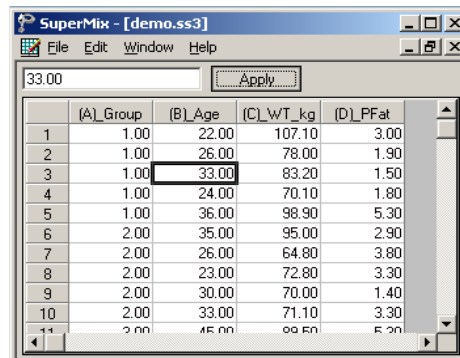 SuperMix - [demo.ss3]
File Edit Window Help
33.00 Apply
(A)_Group (B)_Age (C)_WT_kg (D)_PFat
1 1.00 22.00 107.10 3.00
2 1.00 26.00 78.00 1.90
3 1.00 33.00 83.20 1.50
4 1.00 24.00 70.10 1.80
5 1.00 36.00 98.90 5.30
6 2.00 35.00 95.00 2.90
7 2.00 26.00 64.80 3.80
8 2.00 23.00 72.80 3.30
9 2.00 30.00 70.00 1.40
10 2.00 33.00 71.10 3.30